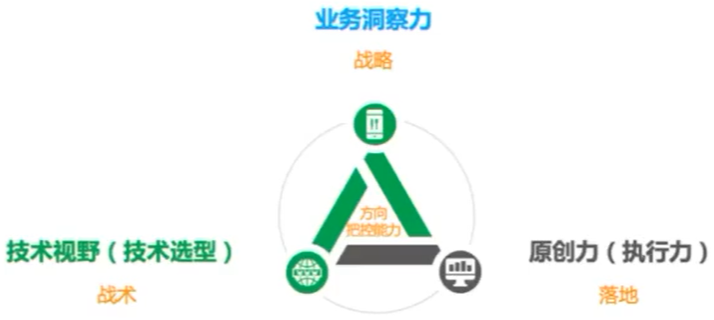 业务洞察力
战略
方向
把控能力
技术视野（技术选型）
战术
原创力（执行力）
落地